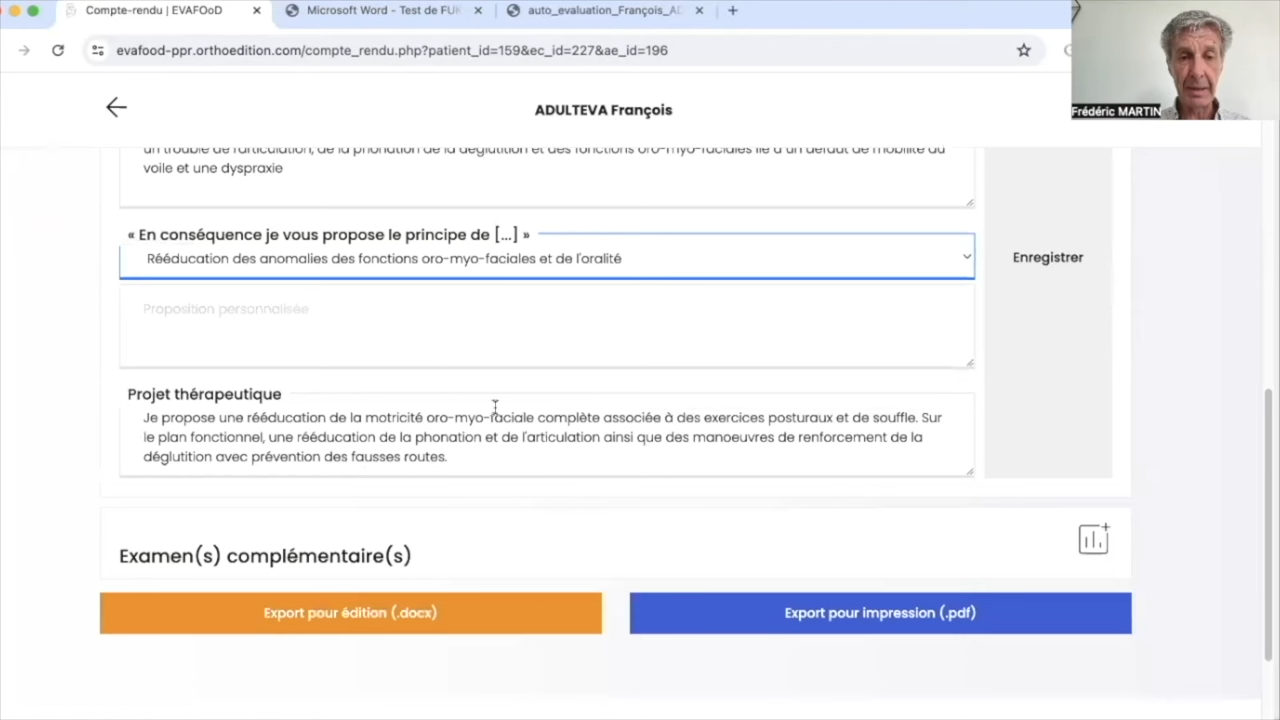 Compte-rendu | EVAFOoD
Microsoft Word - Test de FUK
auto_evaluation_François_AD
evafood-ppr.orthoedition.com/compte_rendu.php?patient_id=159&ec_id=227&ae_id=196
Frédéric MARTIN
ADULTEVA François
un trouble de l'articulation, de la phonation de la déglutition et des fonctions oro-myo-faciales lié à un défaut de mobilité du
voile et une dyspraxie
« En conséquence je vous propose le principe de [...] »
Rééducation des anomalies des fonctions oro-myo-faciales et de l'oralité
Enregistrer
Proposition personnalisée
Projet thérapeutique
Je propose une rééducation de la motricité oro-myo-faciale complète associée à des exercices posturaux et de souffle. Sur
le plan fonctionnel, une rééducation de la phonation et de l'articulation ainsi que des manoeuvres de renforcement de la
déglutition avec prévention des fausses routes.
Examen(s) complémentaire(s)
Export pour édition (.docx)
Export pour impression (.pdf)